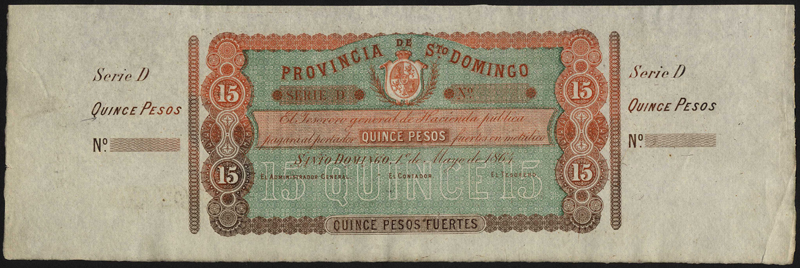 Serie D
QUINCE PESOS
Nº.
PROVINCIA DE STO DOMINGO
SERIE D Nº.
15 15
El Tesorero general de Hacienda pública
pagará al portador QUINCE PESOS fuertes en metálico
SANTO DOMINGO, 1º de Mayo de 1864
EL ADMINISTRADOR GENERAL EL CONTADOR EL TESORERO
15 15
15 QUINCE 15
QUINCE PESOS FUERTES
Serie D
QUINCE PESOS
Nº.